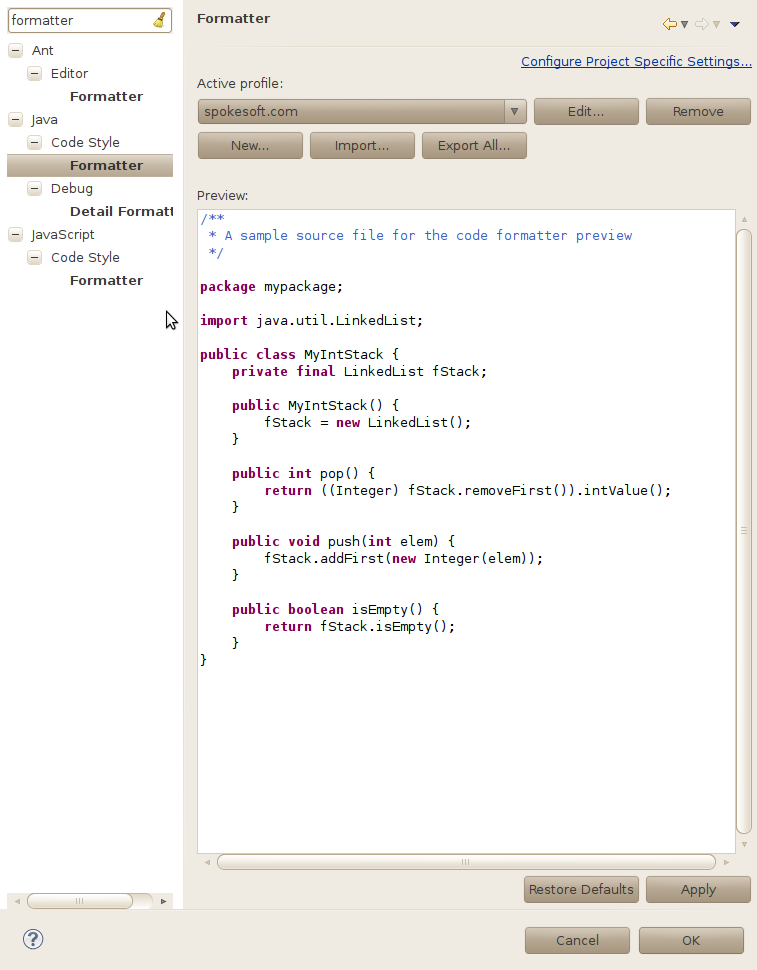 formatter
Ant
Editor
Formatter
Java
Code Style
Formatter
Debug
Detail Formatt
JavaScript
Code Style
Formatter
Formatter
Configure Project Specific Settings...
Active profile:
spokesoft.com
Edit...
Remove
New...
Import...
Export All...
Preview:
/**
 * A sample source file for the code formatter preview
 */
package mypackage;
import java.util.LinkedList;
public class MyIntStack {
    private final LinkedList fStack;
    public MyIntStack() {
        fStack = new LinkedList();
    }
    public int pop() {
        return ((Integer) fStack.removeFirst()).intValue();
    }
    public void push(int elem) {
        fStack.addFirst(new Integer(elem));
    }
    public boolean isEmpty() {
        return fStack.isEmpty();
    }
}
Restore Defaults
Apply
?
Cancel
OK